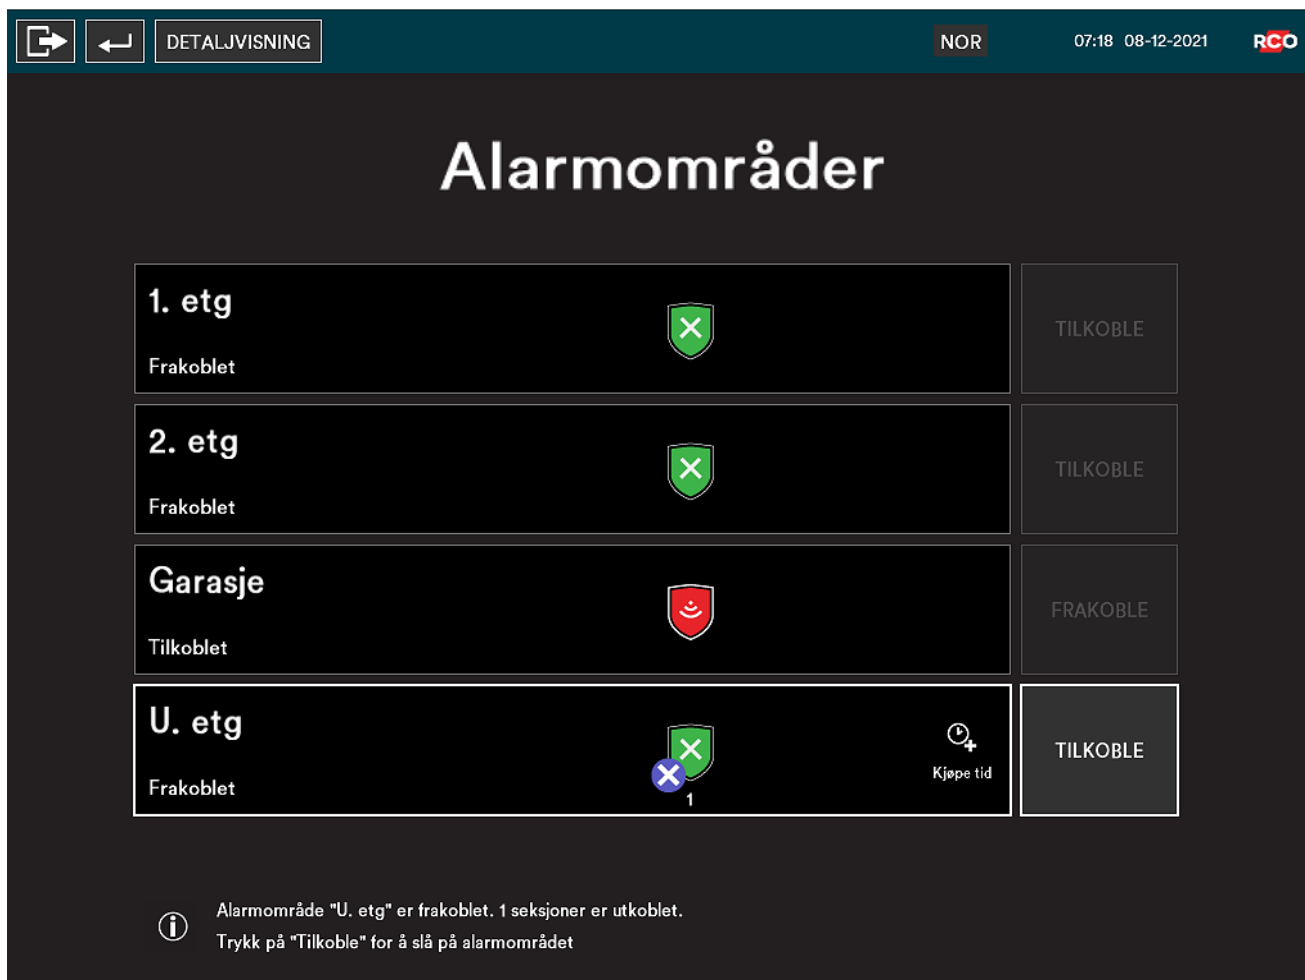 DETALJVISNING
NOR
07:18 08-12-2021
RCO
Alarmområder
1. etg
Frakoblet
TILKOBLE
2. etg
Frakoblet
TILKOBLE
Garasje
Tilkoblet
FRAKOBLE
U. etg
Frakoblet
1
Kjøpe tid
TILKOBLE
Alarmområde "U. etg" er frakoblet. 1 seksjoner er utkoblet.
Trykk på "Tilkoble" for å slå på alarmområdet